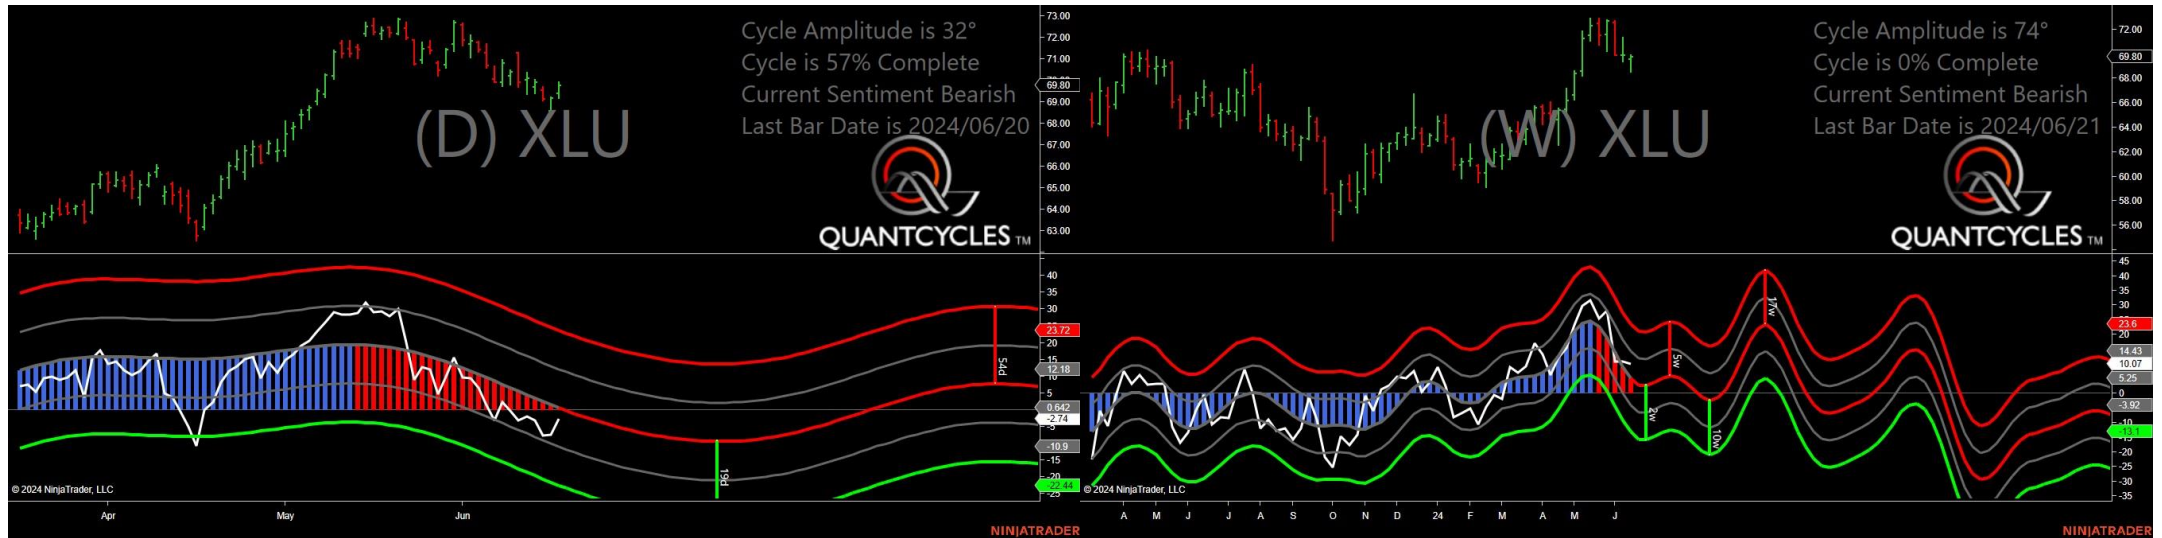 Cycle Amplitude is 32°
Cycle is 57% Complete
Current Sentiment Bearish
Last Bar Date is 2024/06/20
(D) XLU
QUANTCYCLES TM
73.00
72.00
71.00
69.80
69.00
68.00
67.00
66.00
65.00
64.00
63.00
40
35
30
23.72
20
15
12.18
10
5
0.642
-2.74
-5
-10.9
-15
-20
-22.44
-25
54d
19d
© 2024 NinjaTrader, LLC
Apr May Jun
NINJATRADER
Cycle Amplitude is 74°
Cycle is 0% Complete
Current Sentiment Bearish
Last Bar Date is 2024/06/21
(W) XLU
QUANTCYCLES TM
72.00
69.80
68.00
66.00
64.00
62.00
60.00
58.00
56.00
45
40
35
30
23.6
20
14.43
10.07
5.25
0
-3.92
-10
-13.1
-15
-20
-25
-30
-35
5w
2w
10w
17w
© 2024 NinjaTrader, LLC
A M J J A S O N D 24 F M A M J
NINJATRADER